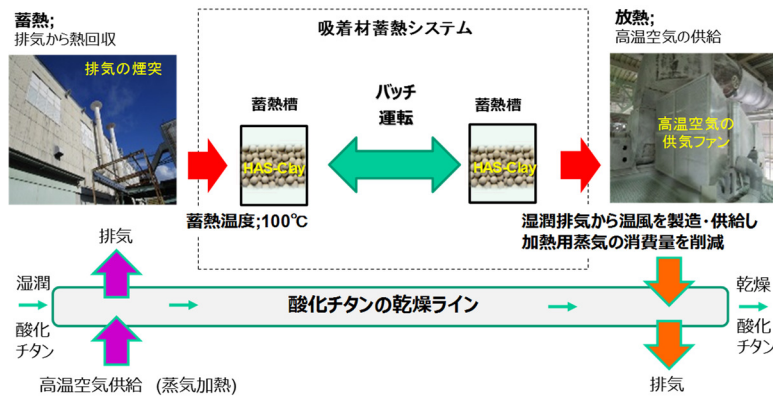 蓄熱;
排気から熱回収
排気の煙突
吸着材蓄熱システム
蓄熱槽
HAS-Clay
バッチ
運転
蓄熱槽
HAS-Clay
蓄熱温度;100℃
放熱;
高温空気の供給
高温空気の
供気ファン
湿潤排気から温風を製造・供給し
加熱用蒸気の消費量を削減
排気
湿潤
酸化
チタン
酸化チタンの乾燥ライン
乾燥
酸化
チタン
高温空気供給 (蒸気加熱)
排気